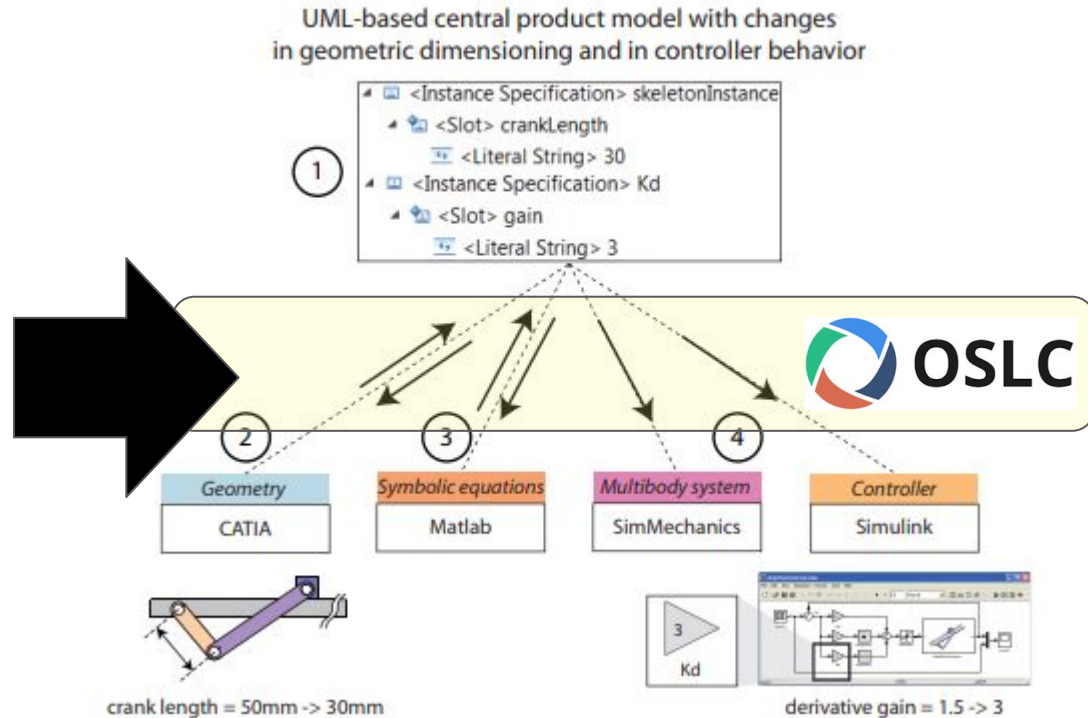 UML-based central product model with changes
in geometric dimensioning and in controller behavior
<Instance Specification> skeletonInstance
<Slot> crankLength
<Literal String> 30
1
<Instance Specification> Kd
<Slot> gain
<Literal String> 3
OSLC
2
3
4
Geometry
CATIA
Symbolic equations
Matlab
Multibody system
SimMechanics
Controller
Simulink
3
Kd
crank length = 50mm -> 30mm
derivative gain = 1.5 -> 3